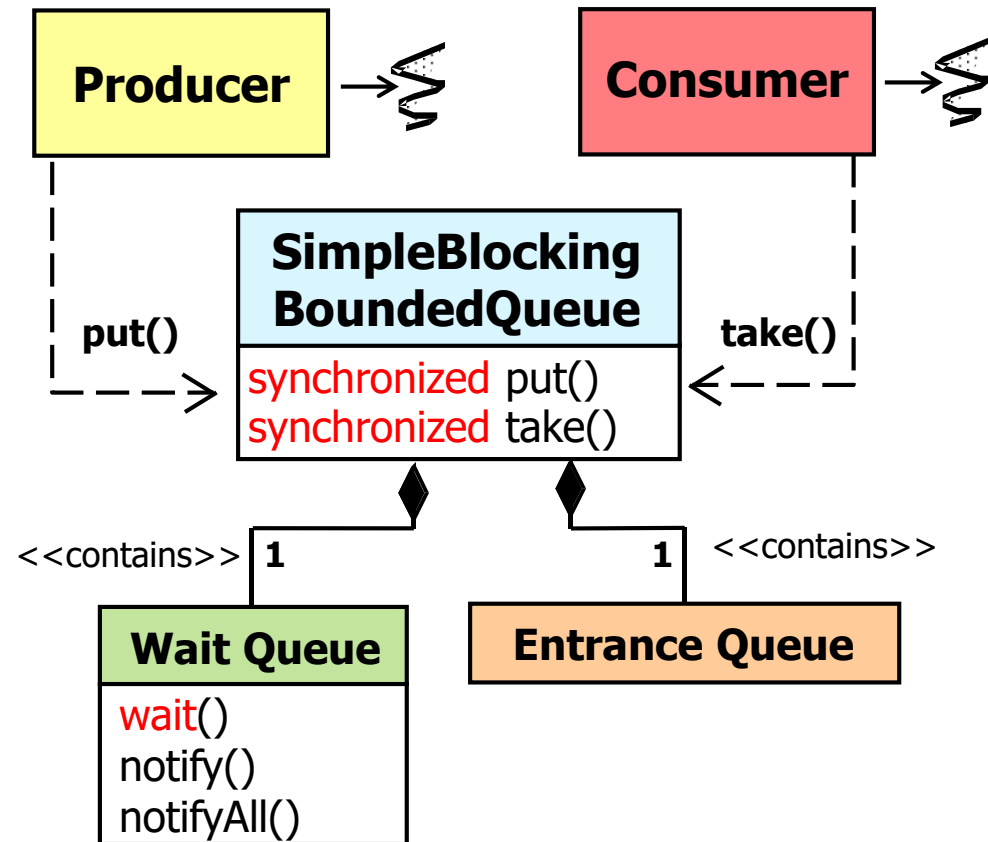 Producer
Consumer
SimpleBlocking
BoundedQueue
put()
take()
synchronized put()
synchronized take()
<<contains>>
1
1
<<contains>>
Wait Queue
Entrance Queue
wait()
notify()
notifyAll()